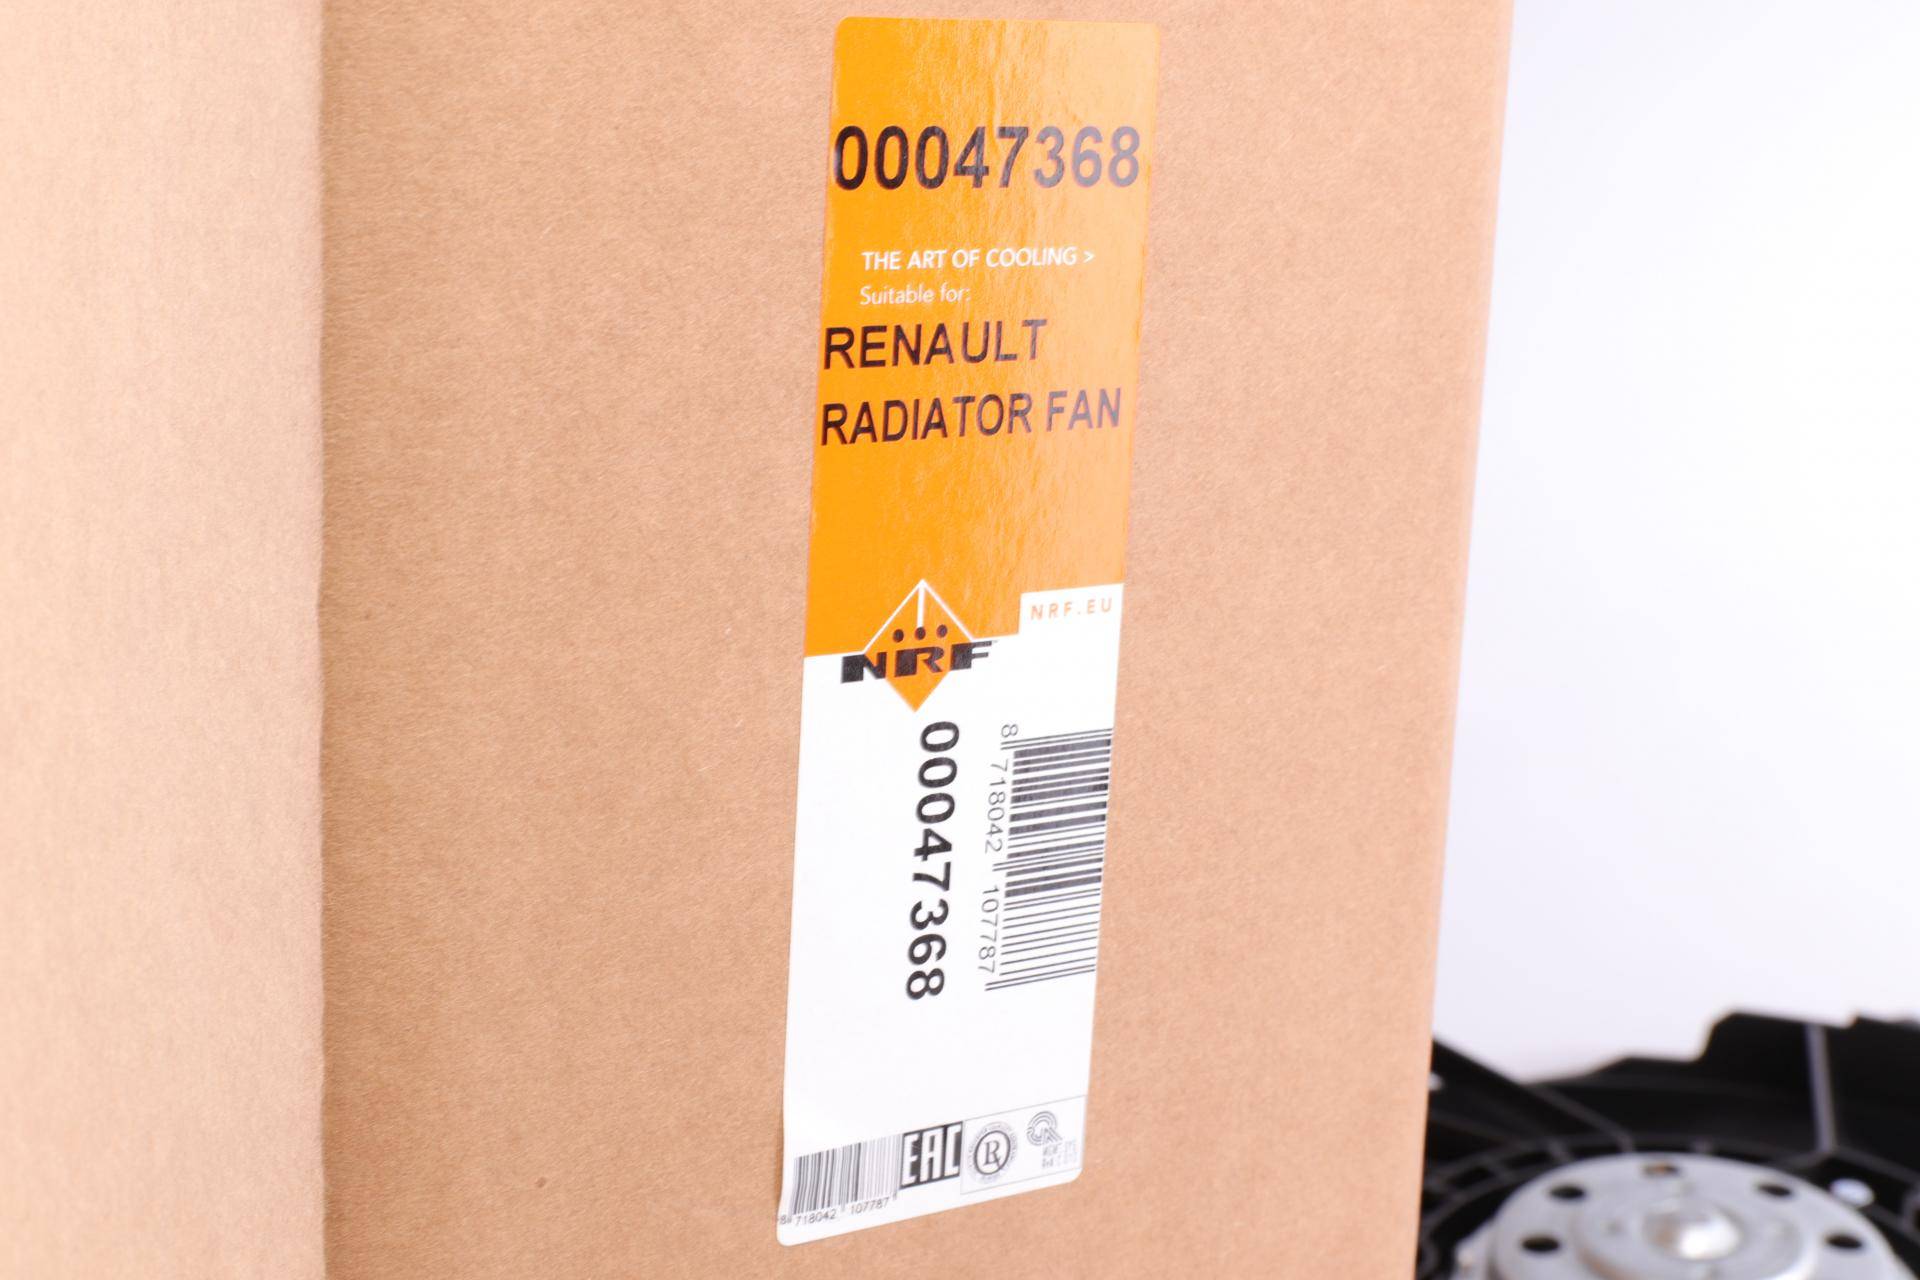 00047368
THE ART OF COOLING >
Suitable for:
RENAULT
RADIATOR FAN
NRF.EU
NRF
00047368
8 718042 107787
EAC
R
8 718042 107787